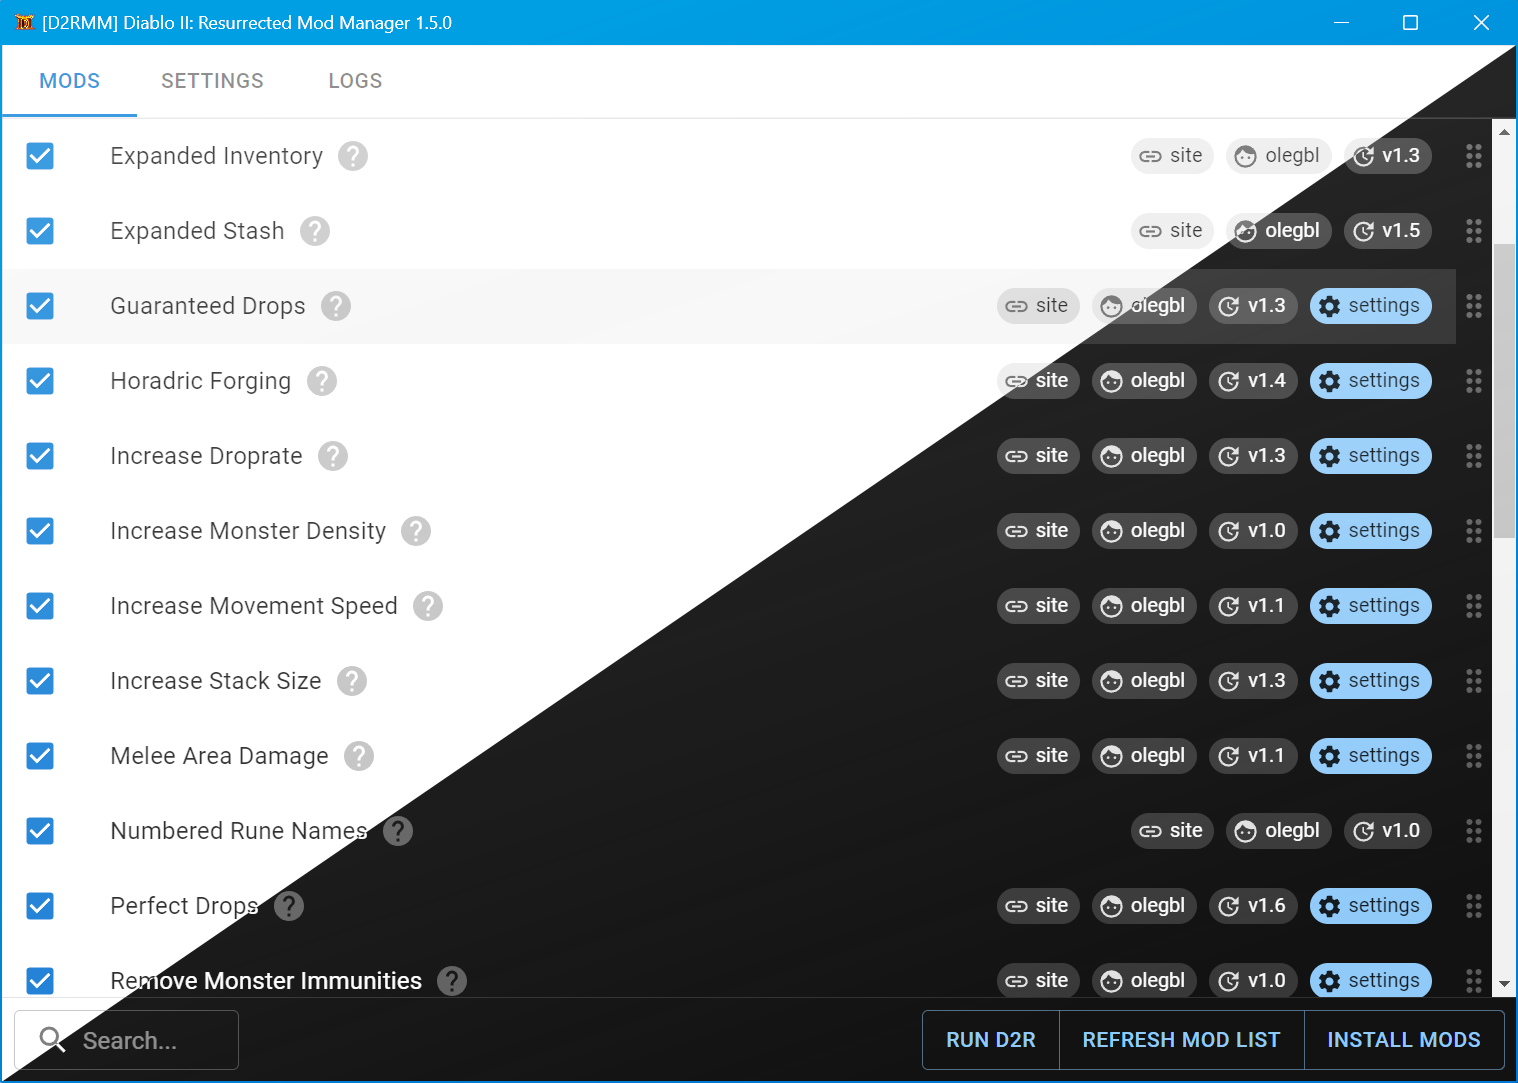 [D2RMM] Diablo II: Resurrected Mod Manager 1.5.0
MODS SETTINGS LOGS
Expanded Inventory ? site olegbl v1.3
Expanded Stash ? site olegbl v1.5
Guaranteed Drops ? site olegbl v1.3 settings
Horadric Forging ? site olegbl v1.4 settings
Increase Droprate ? site olegbl v1.3 settings
Increase Monster Density ? site olegbl v1.0 settings
Increase Movement Speed ? site olegbl v1.1 settings
Increase Stack Size ? site olegbl v1.3 settings
Melee Area Damage ? site olegbl v1.1 settings
Numbered Rune Names ? site olegbl v1.0
Perfect Drops ? site olegbl v1.6 settings
Remove Monster Immunities ? site olegbl v1.0 settings
Search... RUN D2R REFRESH MOD LIST INSTALL MODS